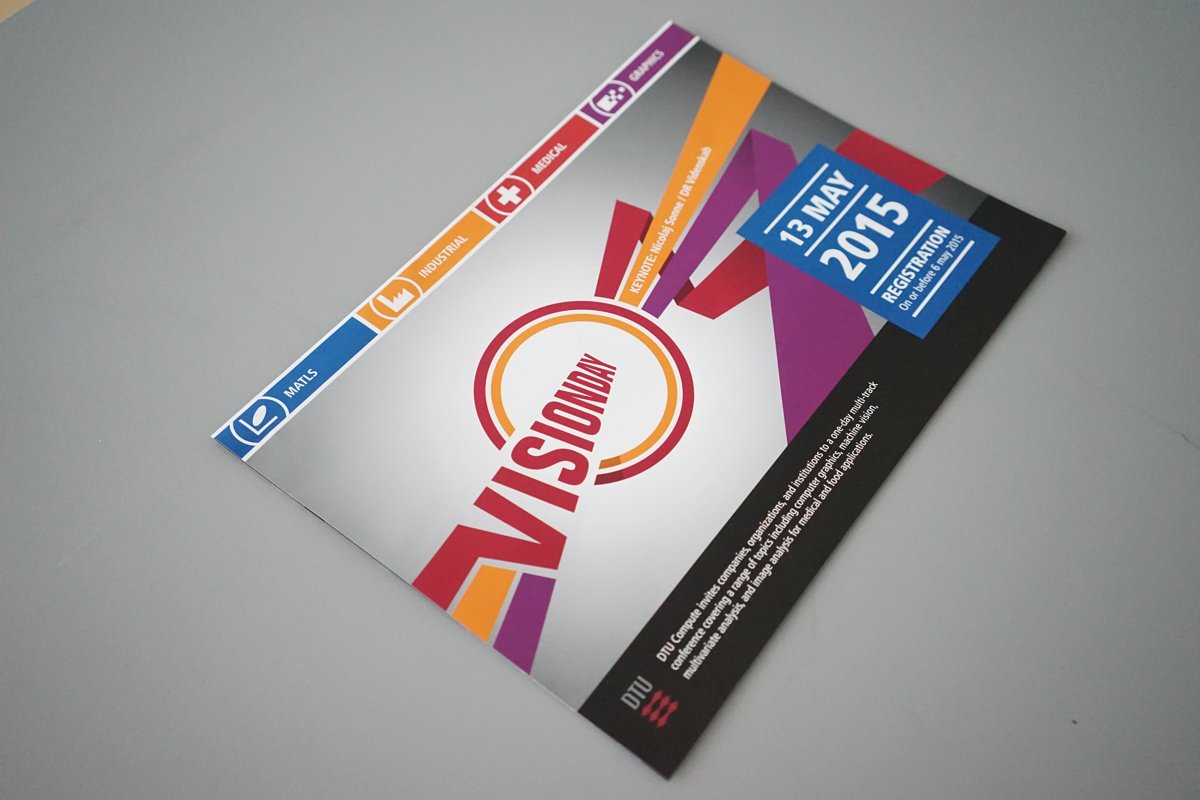 MATLS
INDUSTRIAL
MEDICAL
GRAPHICS
KEYNOTE: Nicolaj Sonne / DR Videnskab
VISIONDAY
13 MAY
2015
REGISTRATION
On or before 6 may 2015
DTU Compute invites companies, organizations, and institutions to a one-day multi-track
conference covering a range of topics including computer graphics, machine vision,
multivariate analysis, and image analysis for medical and food applications.
DTU